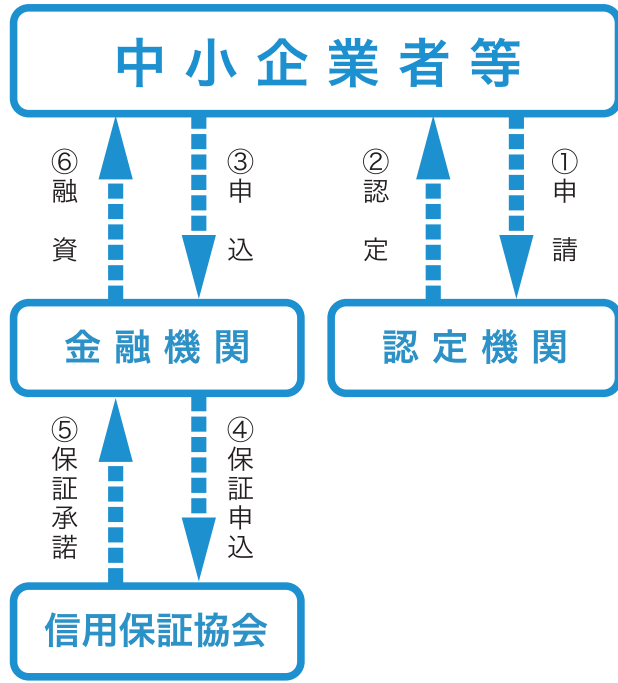 中小企業者等
⑥融資
③申込
②認定
①申請
金融機関
認定機関
⑤保証承諾
④保証申込
信用保証協会